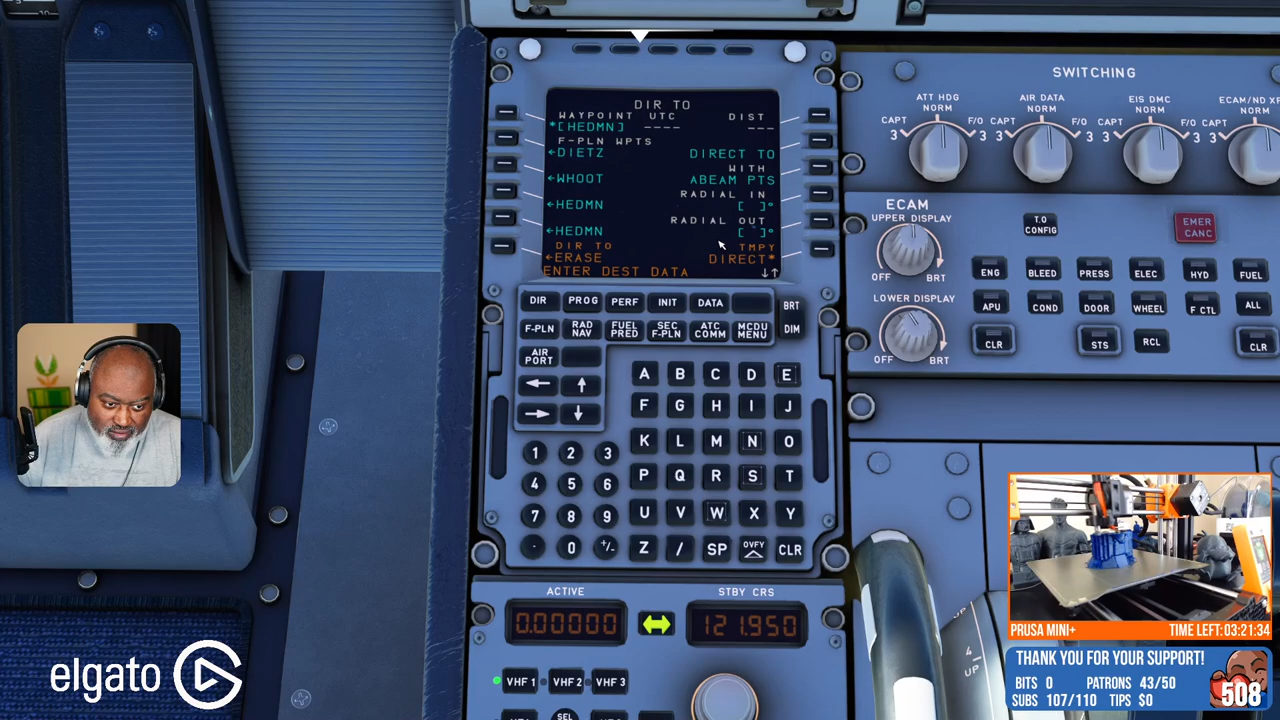 DIR TO
WAYPOINT UTC DIST
*[HEDMN] ---- ---
F-PLN WPTS
←DIETZ DIRECT TO
WITH
←WHOOT ABEAM PTS
RADIAL IN
←HEDMN [ ]°
RADIAL OUT
←HEDMN [ ]°
DIR TO TMPY
←ERASE DIRECT*
ENTER DEST DATA ↓↑
DIR PROG PERF INIT DATA BRT
F-PLN RAD NAV FUEL PRED SEC F-PLN ATC COMM MCDU MENU DIM
AIR PORT
← ↑
→ ↓
A B C D E
F G H I J
K L M N O
P Q R S T
U V W X Y
Z / SP OVFY CLR
1 2 3
4 5 6
7 8 9
. 0 +/-
ACTIVE STBY CRS
0.00000 121.950
VHF 1 VHF 2 VHF 3
SEL
SWITCHING
ATT HDG NORM
AIR DATA NORM
EIS DMC NORM
ECAM/ND NORM
CAPT 3 F/O 3
CAPT 3 F/O 3
CAPT 3 F/O 3
CAPT 3
ECAM
UPPER DISPLAY
OFF BRT
LOWER DISPLAY
OFF BRT
T.O CONFIG
EMER CANC
ENG BLEED PRESS ELEC HYD FUEL
APU COND DOOR WHEEL F CTL ALL
CLR STS RCL CLR
UP
elgato
PRUSA MINI+ TIME LEFT: 03:21:34
THANK YOU FOR YOUR SUPPORT!
BITS 0 PATRONS 43/50
SUBS 107/110 TIPS $0
508